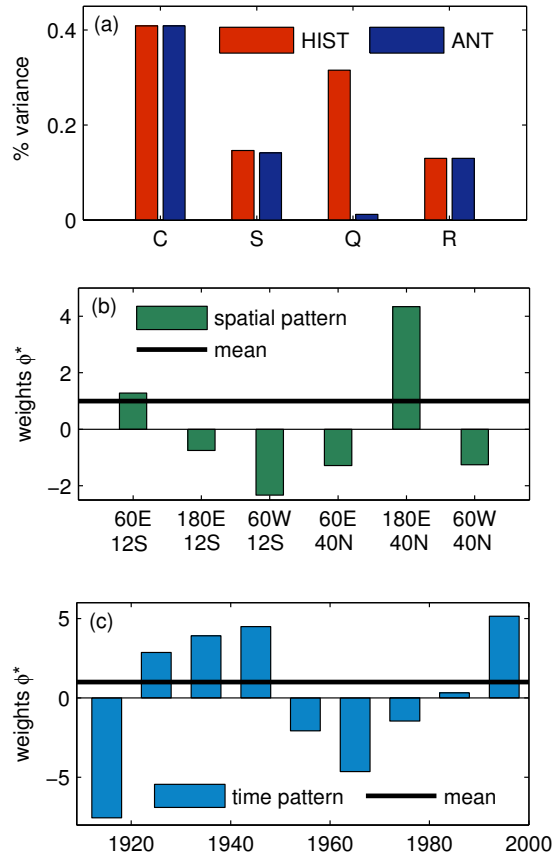 (a)
HIST
ANT
% variance
0.4
0.2
0
C S Q R
(b)
spatial pattern
mean
weights ϕ*
4
2
0
−2
60E 180E 60W 60E 180E 60W
12S 12S 12S 40N 40N 40N
(c)
weights ϕ*
5
0
−5
time pattern
mean
1920 1940 1960 1980 2000